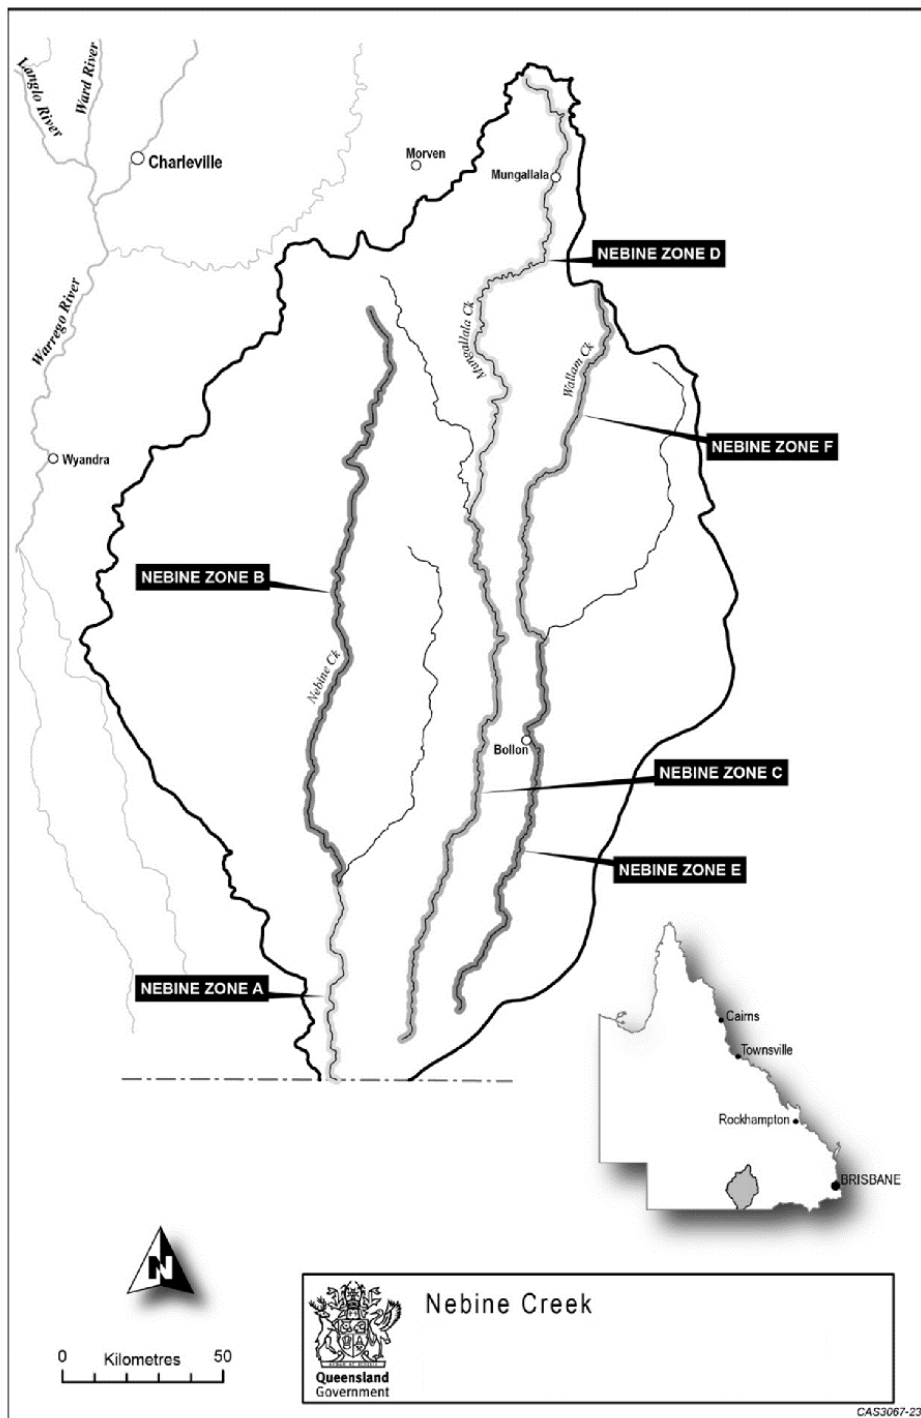 Langlo River
Ward River
Charleville
Morven
Mungallala
NEBINE ZONE D
Warrego River
Mungallala Ck
Wallam Ck
NEBINE ZONE F
Wyandra
NEBINE ZONE B
Nebine Ck
Bollon
NEBINE ZONE C
NEBINE ZONE E
NEBINE ZONE A
Cairns
Townsville
Rockhampton
BRISBANE
N
0 Kilometres 50
Nebine Creek
Queensland
Government
CAS3067-23